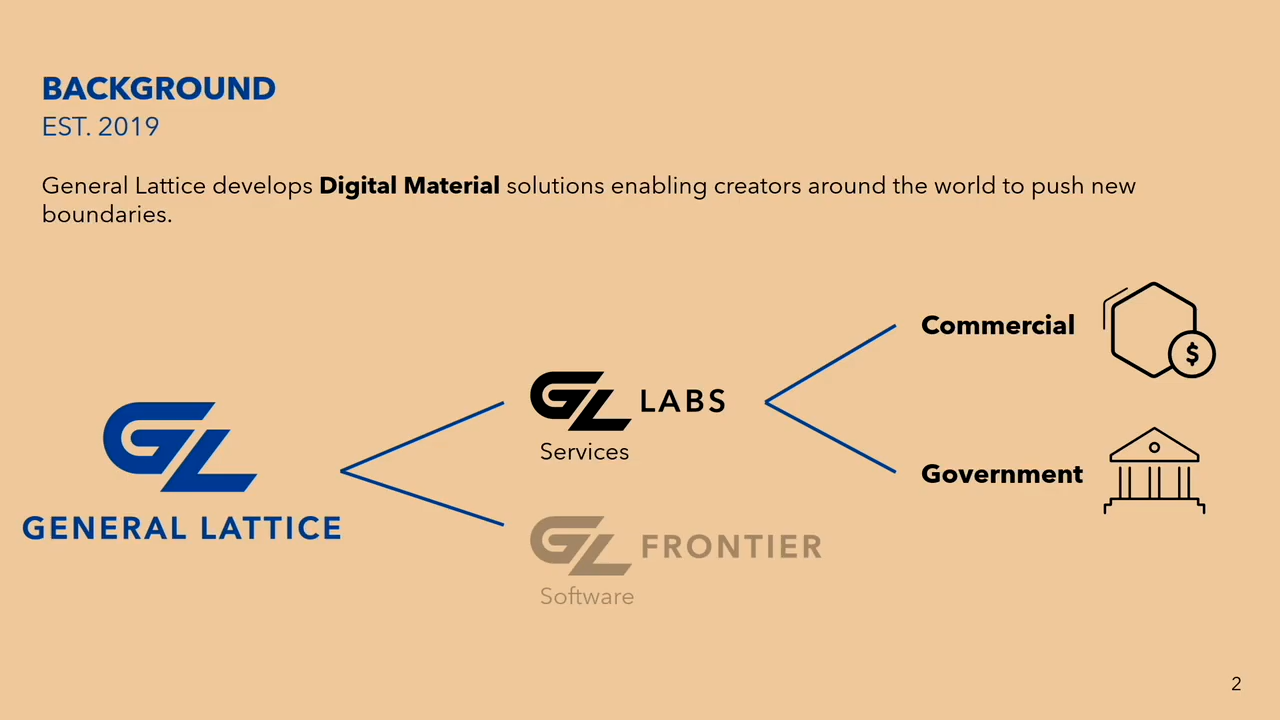 BACKGROUND
EST. 2019
General Lattice develops Digital Material solutions enabling creators around the world to push new
boundaries.
Commercial
$
GL LABS
Services
GL
GENERAL LATTICE
Government
GL FRONTIER
Software
2